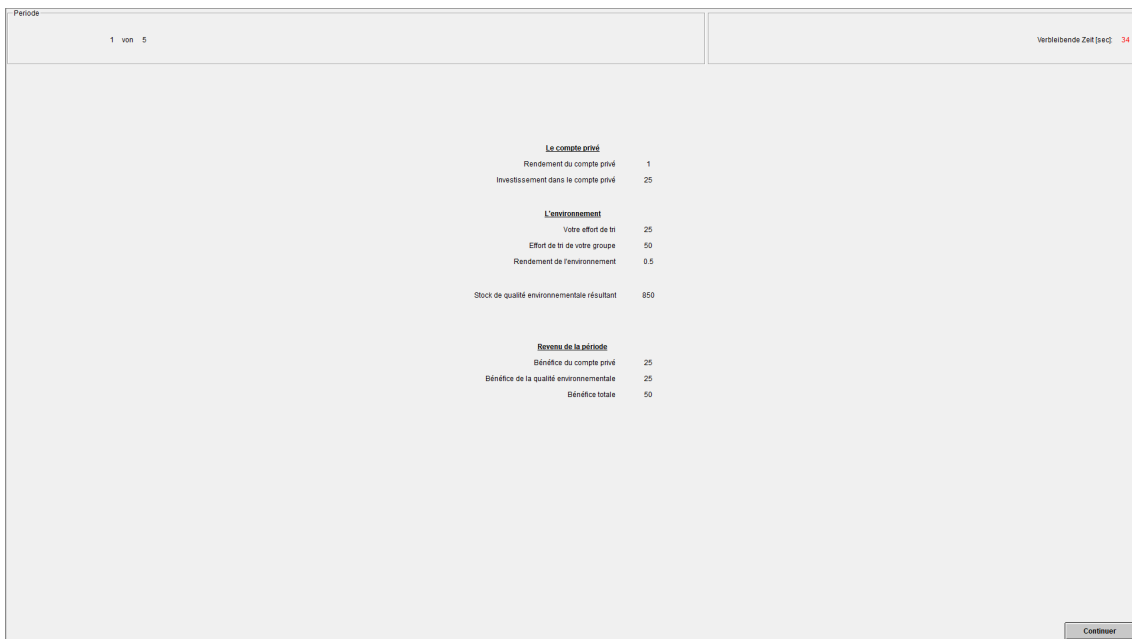 Periode
1 von 5
Verbleibende Zeit [sec]: 34
Le compte privé
Rendement du compte privé 1
Investissement dans le compte privé 25
L'environnement
Votre effort de tri 25
Effort de tri de votre groupe 50
Rendement de l'environnement 0.5
Stock de qualité environnementale résultant 850
Revenu de la période
Bénéfice du compte privé 25
Bénéfice de la qualité environnementale 25
Bénéfice totale 50
Continuer